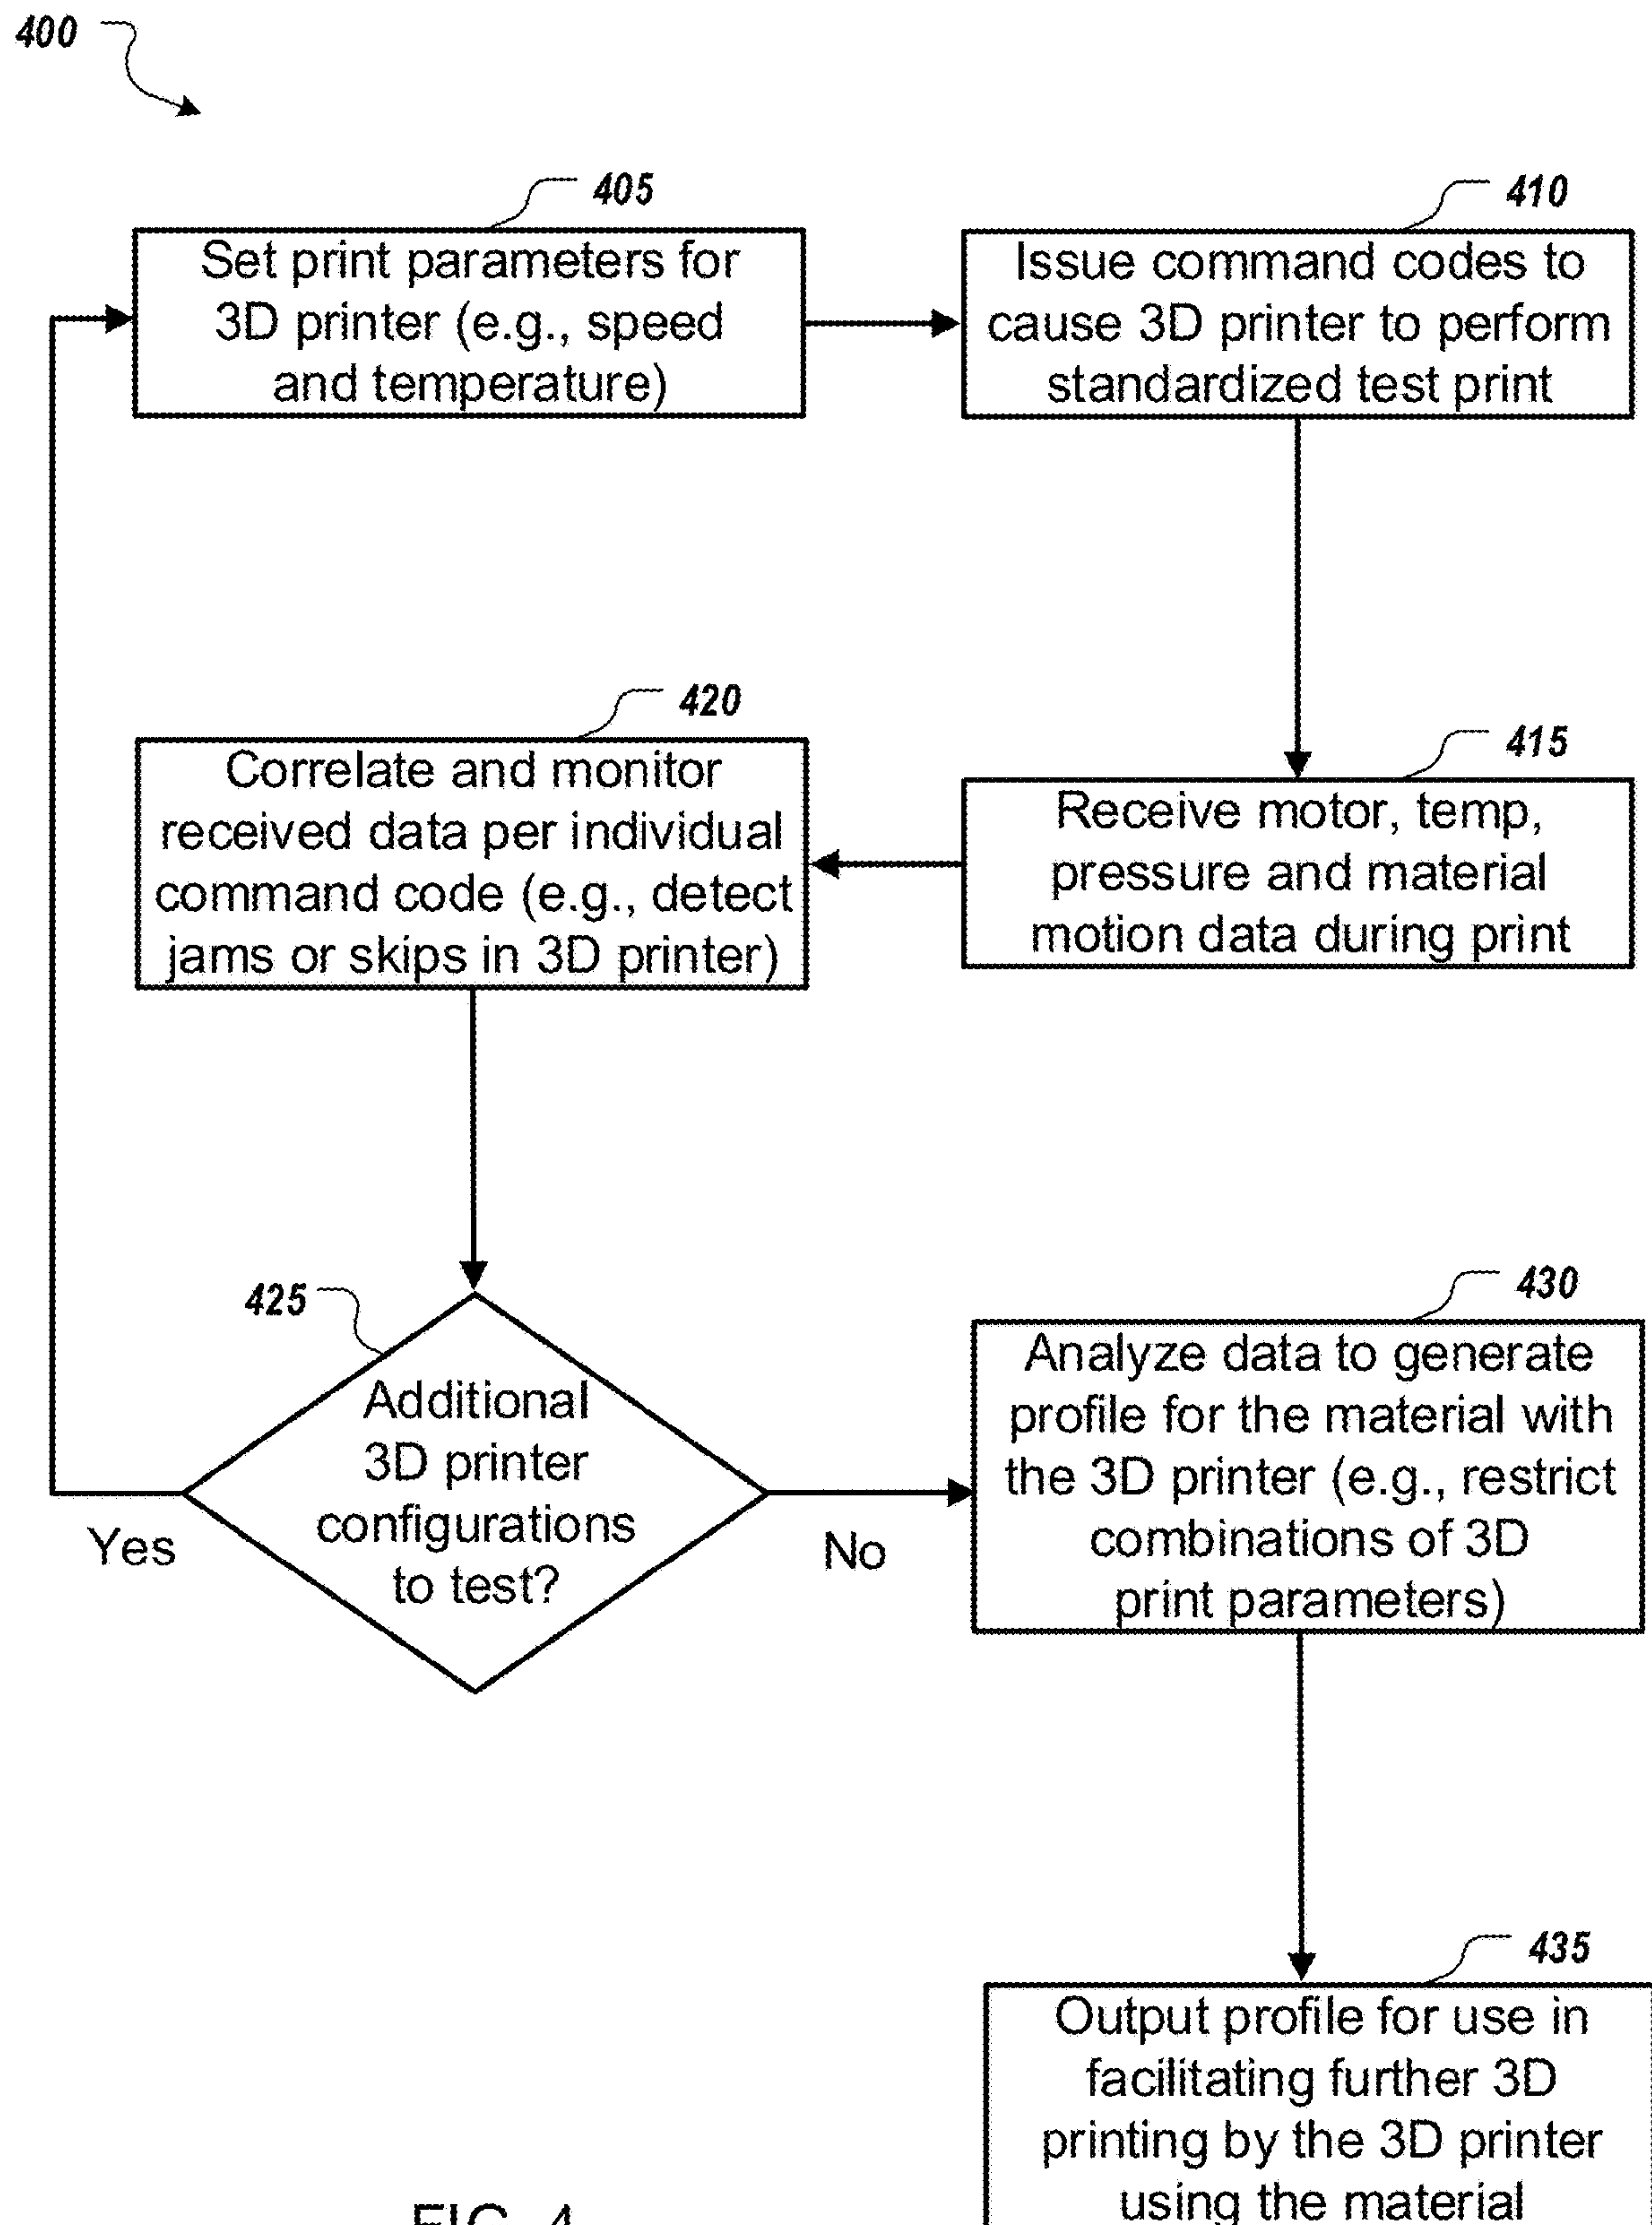 400
405
Set print parameters for
3D printer (e.g., speed
and temperature)
410
Issue command codes to
cause 3D printer to perform
standardized test print
415
Receive motor, temp,
pressure and material
motion data during print
420
Correlate and monitor
received data per individual
command code (e.g., detect
jams or skips in 3D printer)
425
Additional
3D printer
configurations
to test?
Yes
No
430
Analyze data to generate
profile for the material with
the 3D printer (e.g., restrict
combinations of 3D
print parameters)
435
Output profile for use in
facilitating further 3D
printing by the 3D printer
using the material
FIG. 4